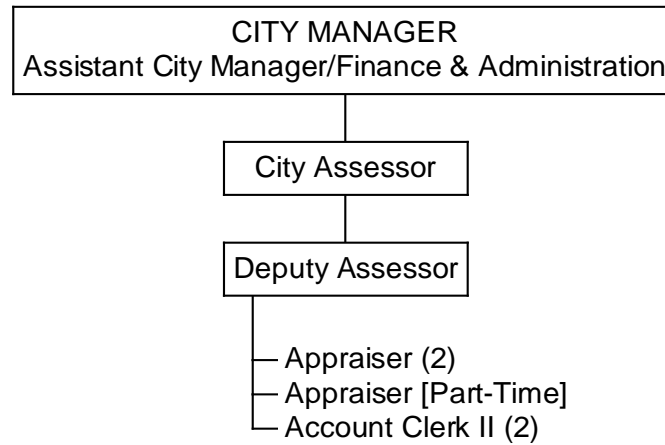 CITY MANAGER
Assistant City Manager/Finance & Administration
City Assessor
Deputy Assessor
Appraiser (2)
Appraiser [Part-Time]
Account Clerk II (2)